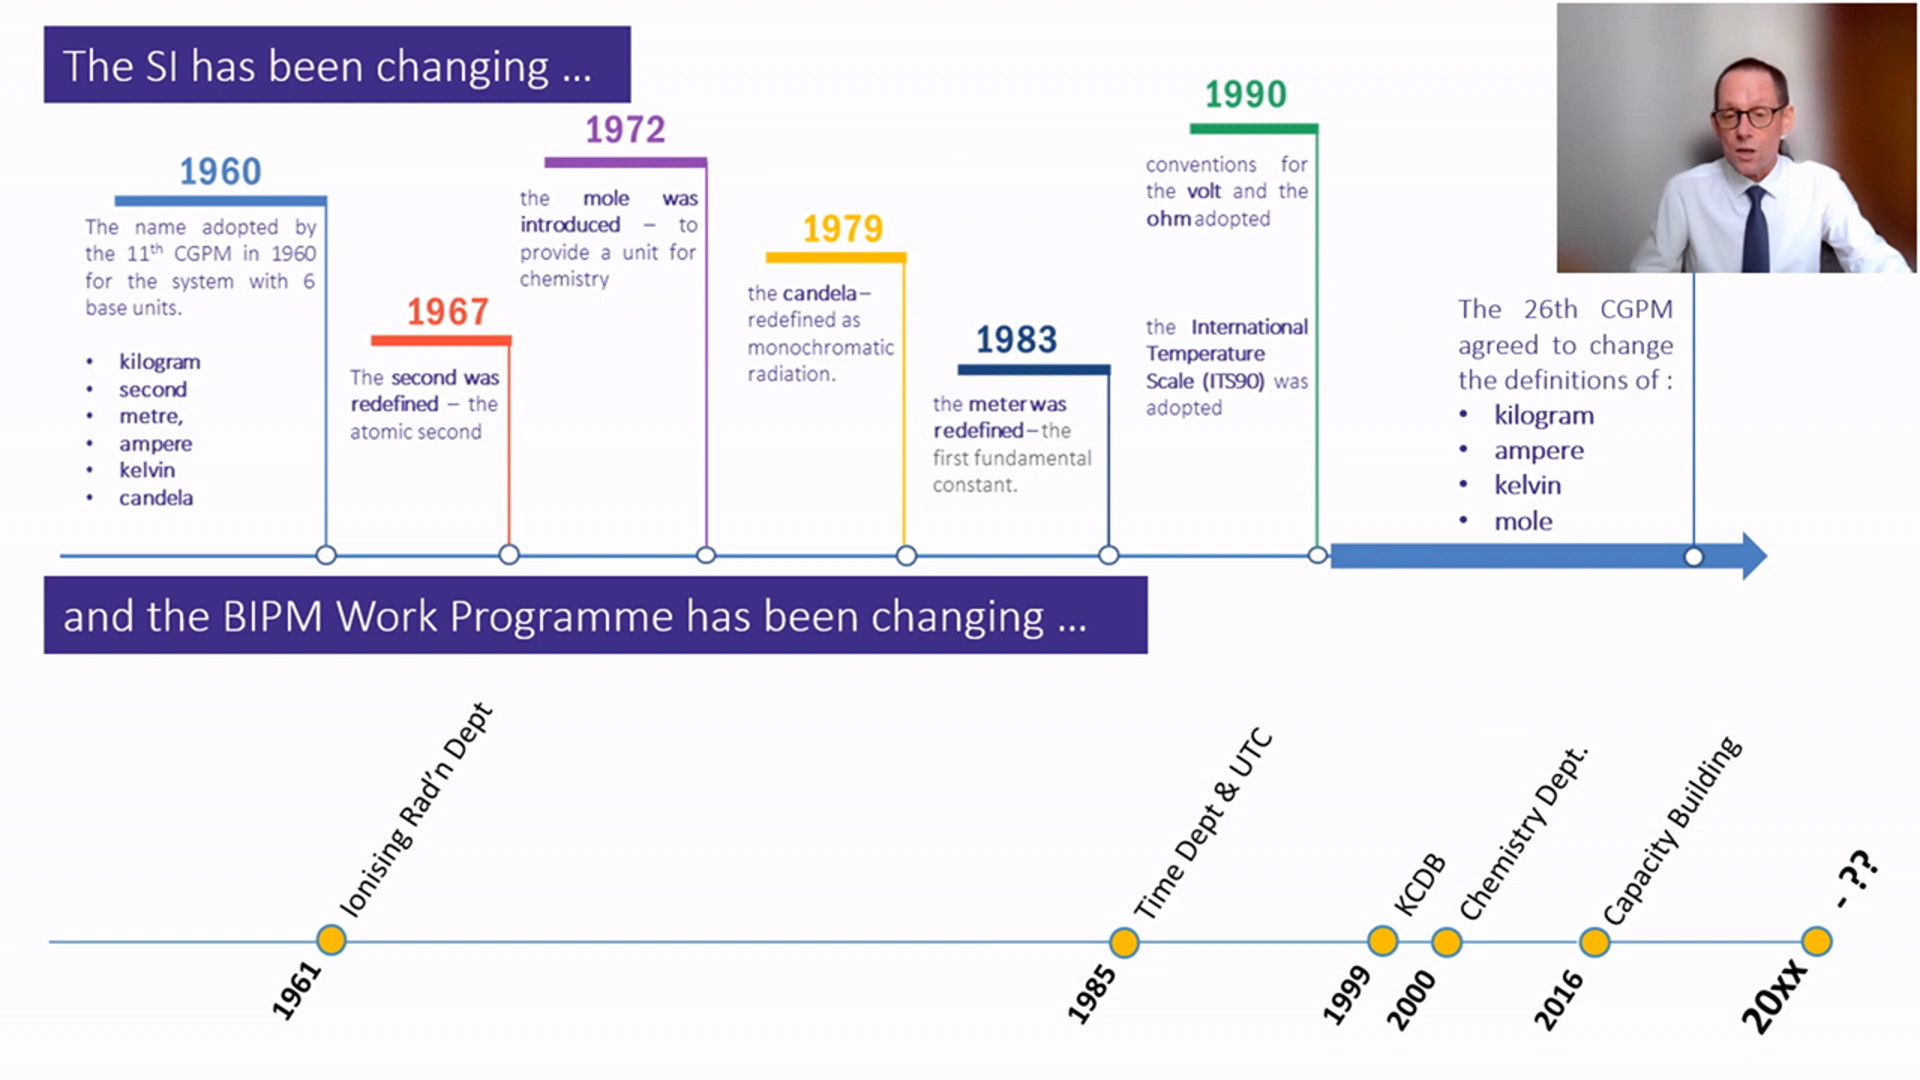 The SI has been changing ...
1960
The name adopted by
the 11th CGPM in 1960
for the system with 6
base units.
• kilogram
• second
• metre,
• ampere
• kelvin
• candela
1967
The second was
redefined – the
atomic second
1972
the mole was
introduced – to
provide a unit for
chemistry
1979
the candela–
redefined as
monochromatic
radiation.
1983
the meter was
redefined – the
first fundamental
constant.
1990
conventions for
the volt and the
ohm adopted
the International
Temperature
Scale (ITS90) was
adopted
The 26th CGPM
agreed to change
the definitions of :
• kilogram
• ampere
• kelvin
• mole
and the BIPM Work Programme has been changing ...
1961
Ionising Rad'n Dept
1985
Time Dept & UTC
1999
KCDB
2000
Chemistry Dept.
2016
Capacity Building
20xx
- ??